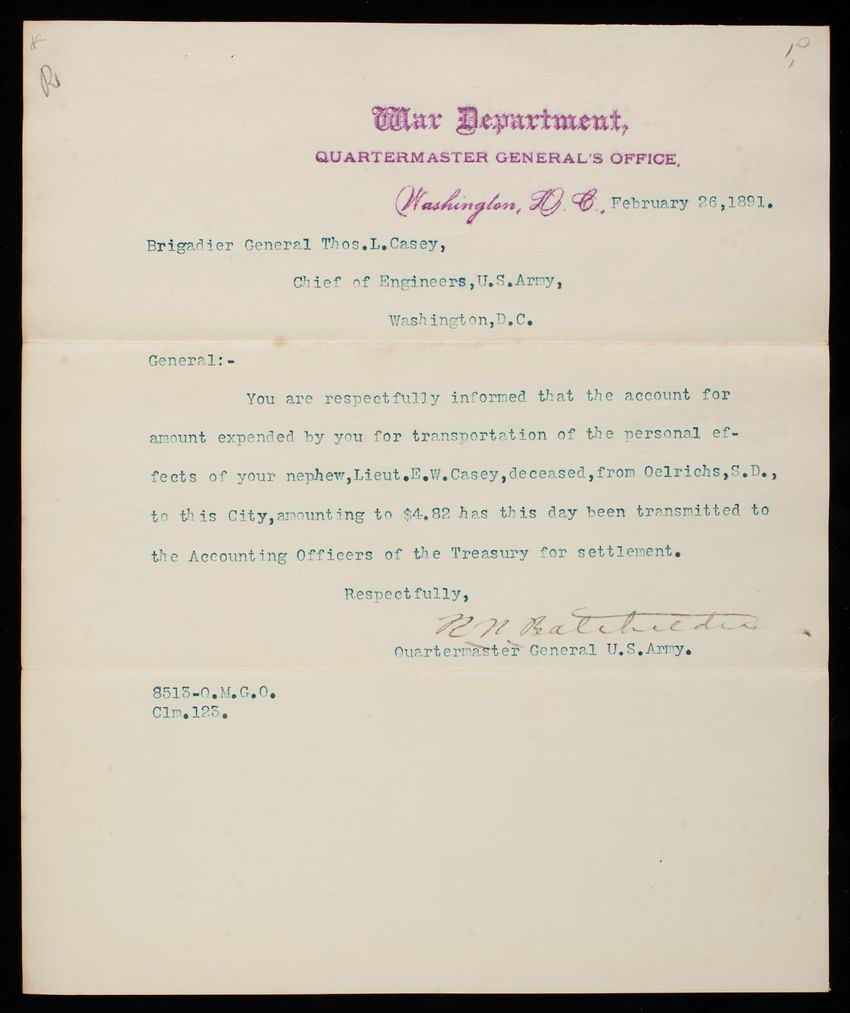 War Department,
QUARTERMASTER GENERAL'S OFFICE,
Washington, D. C., February 26,1891.
Brigadier General Thos.L.Casey,
Chief of Engineers,U.S.Army,
Washington,D.C.
General:-
You are respectfully informed that the account for
amount expended by you for transportation of the personal ef-
fects of your nephew,Lieut.E.W.Casey,deceased,from Oelrichs,S.D.,
to this City,amounting to $4.82 has this day been transmitted to
the Accounting Officers of the Treasury for settlement.
Respectfully,
R N Batchelder
Quartermaster General U.S.Army.
8513-Q.M.G.O.
Clm.123.